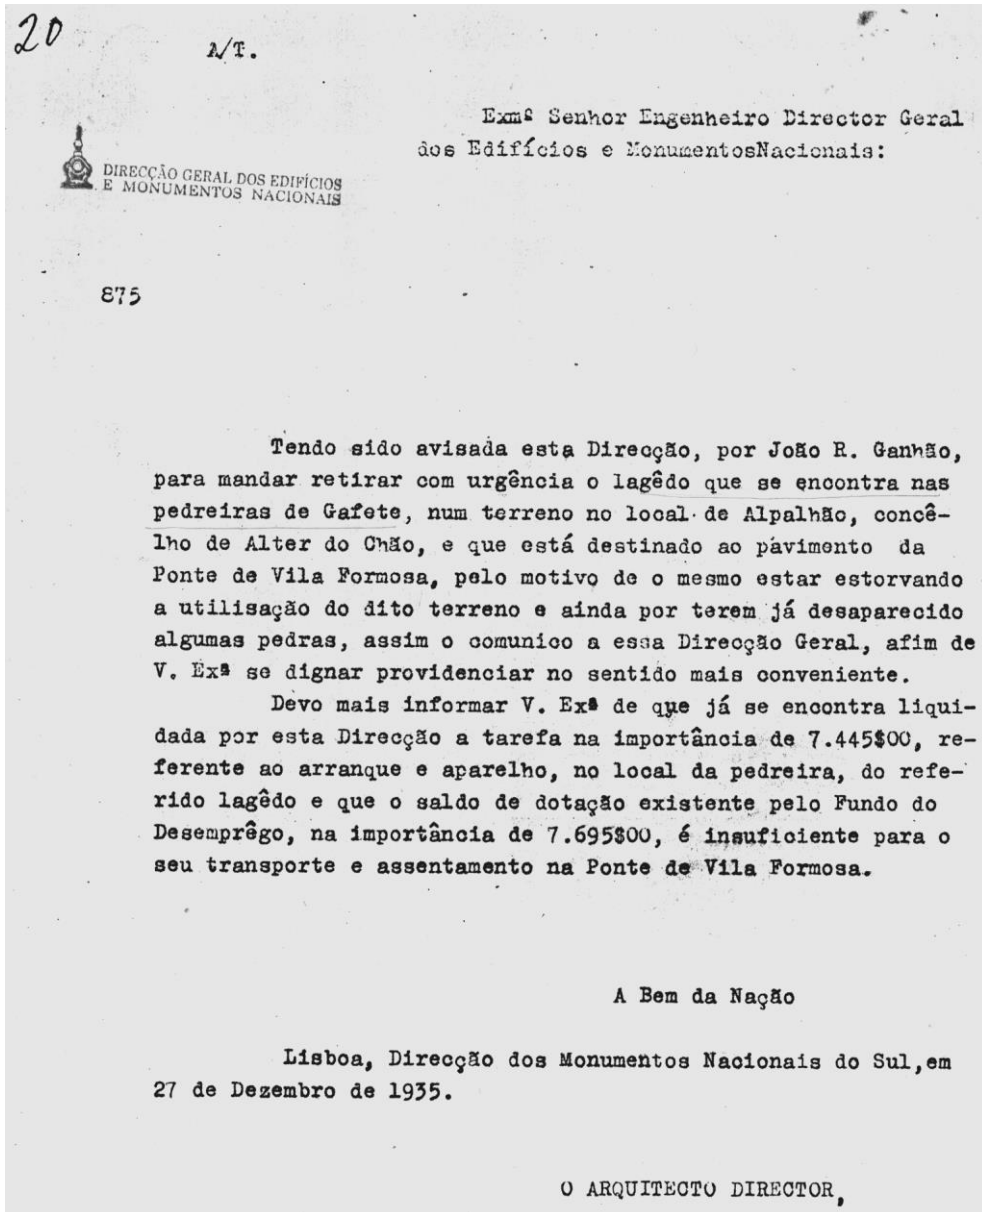 20
A/T.
Exmº Senhor Engenheiro Director Geral
dos Edifícios e MonumentosNacionais:
DIRECÇÃO GERAL DOS EDIFÍCIOS
E MONUMENTOS NACIONAIS
875
Tendo sido avisada esta Direcção, por João R. Ganhão,
para mandar retirar com urgência o lagêdo que se encontra nas
pedreiras de Gafete, num terreno no local de Alpalhão, concê-
lho de Alter do Chão, e que está destinado ao pavimento da
Ponte de Vila Formosa, pelo motivo de o mesmo estar estorvando
a utilisação do dito terreno e ainda por terem já desaparecido
algumas pedras, assim o comunico a essa Direcção Geral, afim de
V. Exª se dignar providenciar no sentido mais conveniente.
Devo mais informar V. Exª de que já se encontra liqui-
dada por esta Direcção a tarefa na importância de 7.445$00, re-
ferente ao arranque e aparelho, no local da pedreira, do refe-
rido lagêdo e que o saldo de dotação existente pelo Fundo do
Desemprêgo, na importância de 7.695$00, é insuficiente para o
seu transporte e assentamento na Ponte de Vila Formosa.
A Bem da Nação
Lisboa, Direcção dos Monumentos Nacionais do Sul,em
27 de Dezembro de 1935.
O ARQUITECTO DIRECTOR,